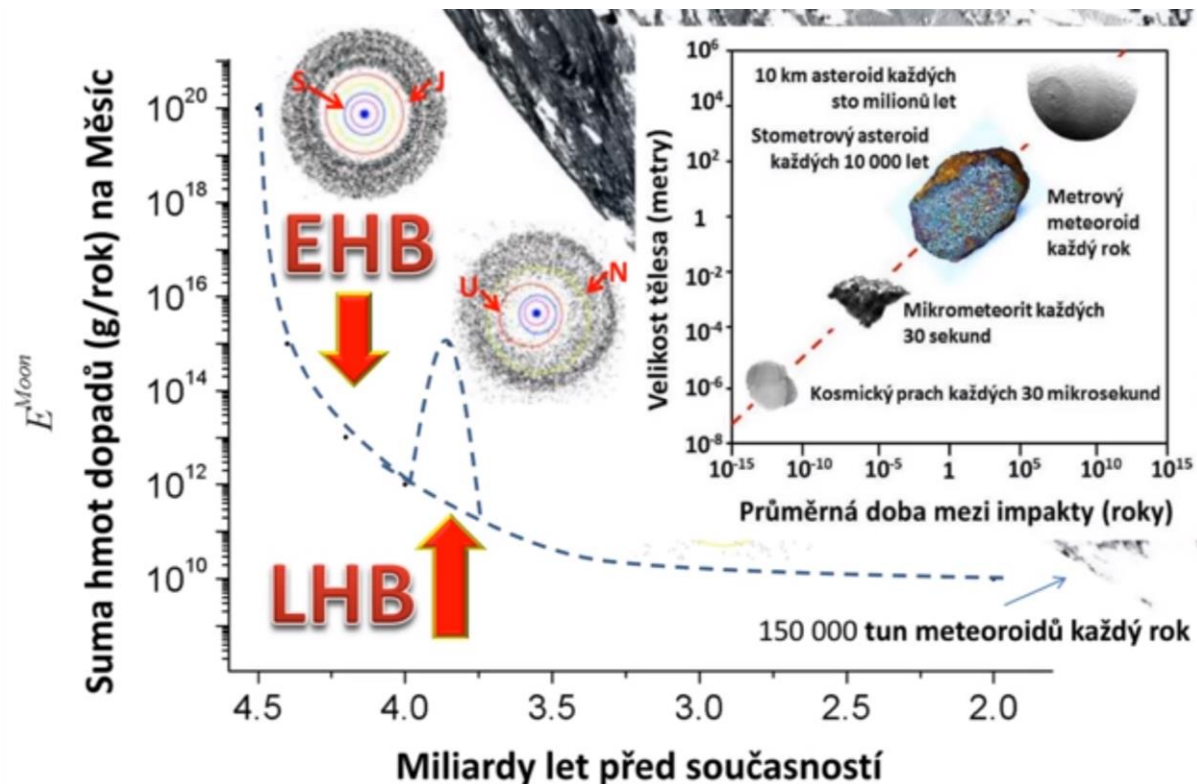 E^Moon
Suma hmot dopadů (g/rok) na Měsíc
10^20
10^18
10^16
10^14
10^12
10^10
S
J
EHB
U
N
LHB
10^6
10^4
10^2
1
10^-2
10^-4
10^-6
10^-8
Velikost tělesa (metry)
10 km asteroid každých
sto milionů let
Stometrový asteroid
každých 10 000 let
Metrový
meteoroid
každý rok
Mikrometeorit každých
30 sekund
Kosmický prach každých 30 mikrosekund
10^-15 10^-10 10^-5 1 10^5 10^10 10^15
Průměrná doba mezi impakty (roky)
150 000 tun meteoroidů každý rok
4.5 4.0 3.5 3.0 2.5 2.0
Miliardy let před současností